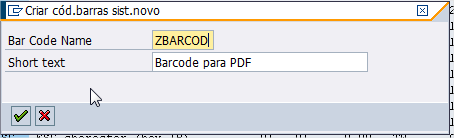 Criar cód.barras sist.novo
Bar Code Name ZBARCOD
Short text Barcode para PDF